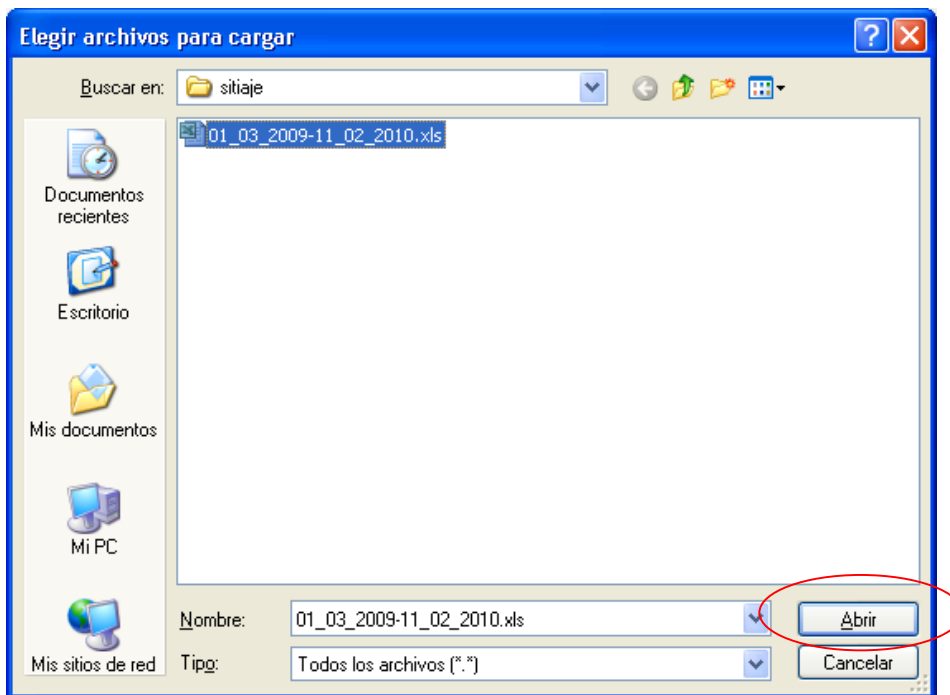 Elegir archivos para cargar
Buscar en:
sitiaje
01_03_2009-11_02_2010.xls
Documentos
recientes
Escritorio
Mis documentos
Mi PC
Mis sitios de red
Nombre:
01_03_2009-11_02_2010.xls
Abrir
Tipo:
Todos los archivos (*.*)
Cancelar